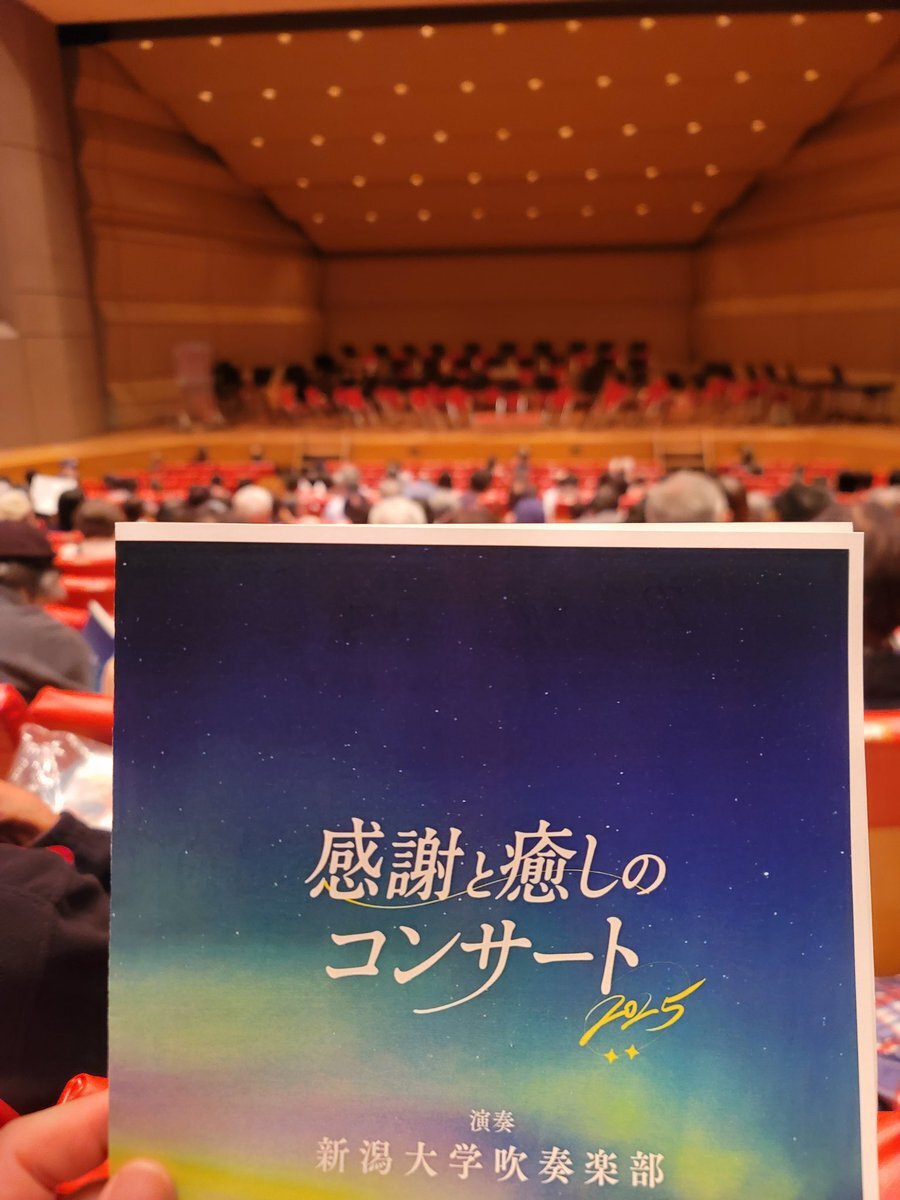 感謝と癒しの
コンサート
2025
演奏
新潟大学吹奏楽部